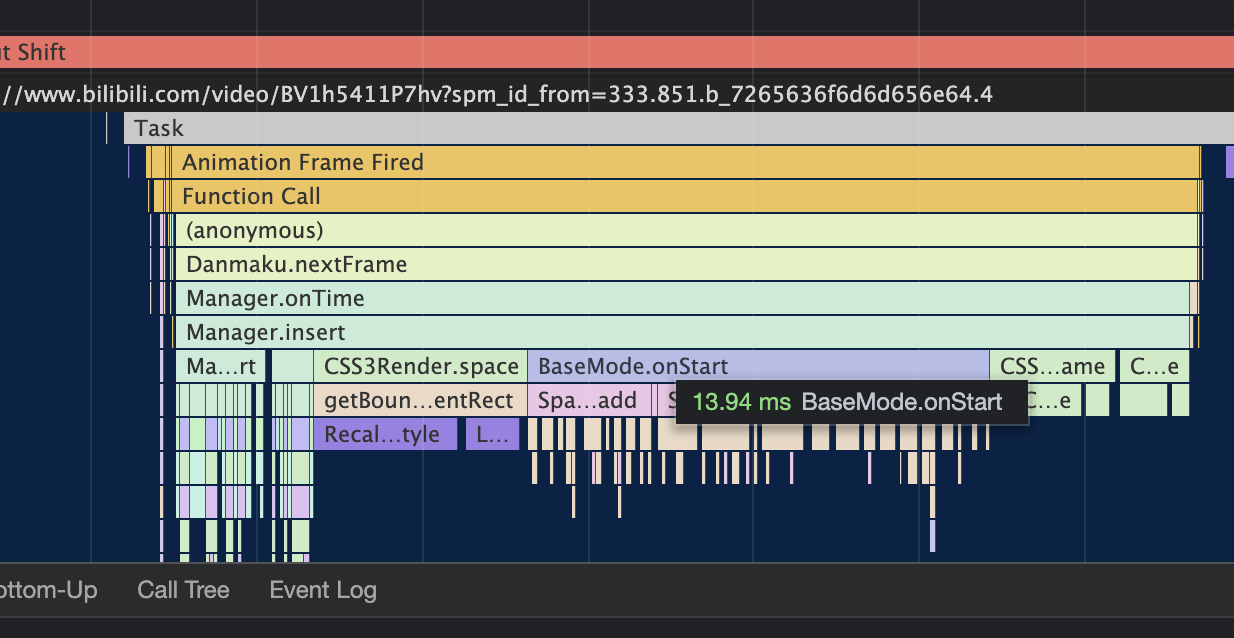 t Shift
//www.bilibili.com/video/BV1h5411P7hv?spm_id_from=333.851.b_7265636f6d6d656e64.4
Task
Animation Frame Fired
Function Call
(anonymous)
Danmaku.nextFrame
Manager.onTime
Manager.insert
Ma…rt CSS3Render.space BaseMode.onStart CSS…ame C…e
getBoun…entRect Spa…add S 13.94 ms BaseMode.onStart C…e
Recal…tyle L…
ottom-Up Call Tree Event Log